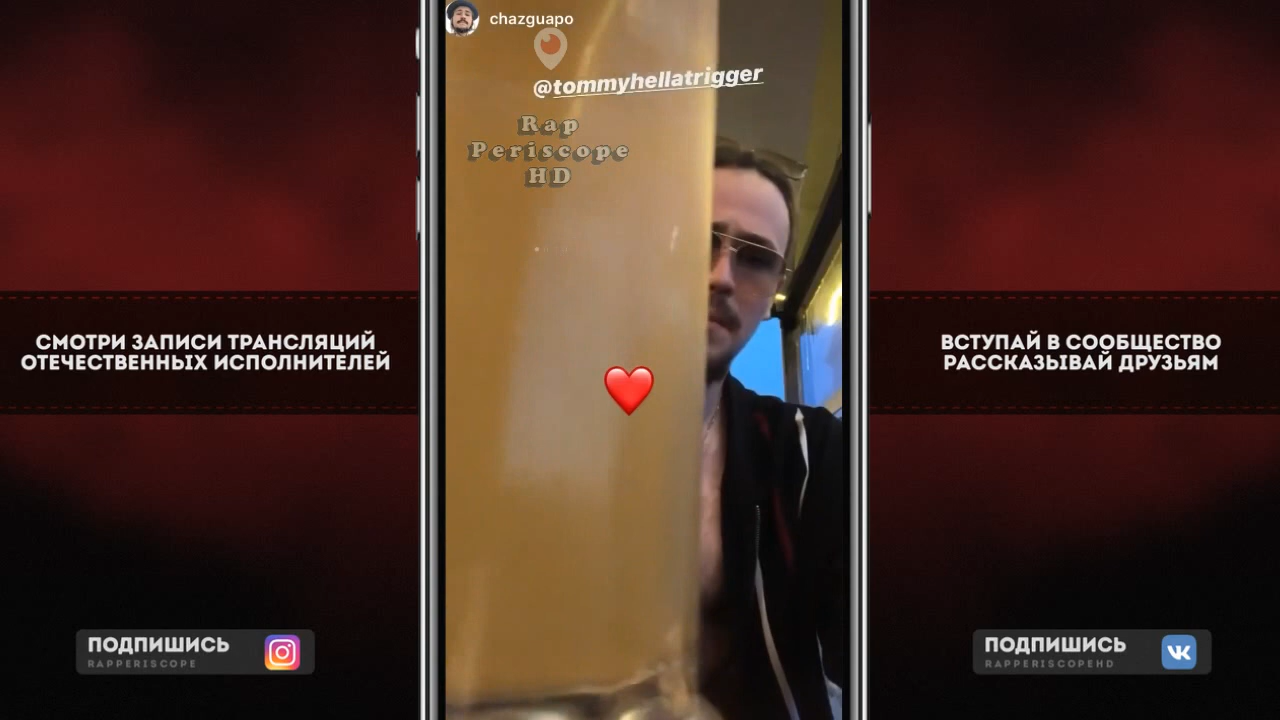 chazguapo
@tommyhellatrigger
Rap
Periscope
HD
СМОТРИ ЗАПИСИ ТРАНСЛЯЦИЙ
ОТЕЧЕСТВЕННЫХ ИСПОЛНИТЕЛЕЙ
ВСТУПАЙ В СООБЩЕСТВО
РАССКАЗЫВАЙ ДРУЗЬЯМ
ПОДПИШИСЬ
RAPPERISCOPE
ПОДПИШИСЬ
RAPPERISCOPEHD